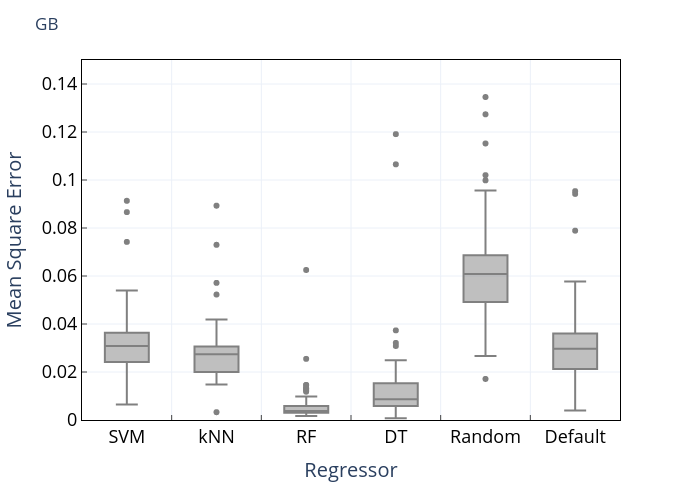 GB
Mean Square Error
0.14
0.12
0.1
0.08
0.06
0.04
0.02
0
SVM kNN RF DT Random Default
Regressor